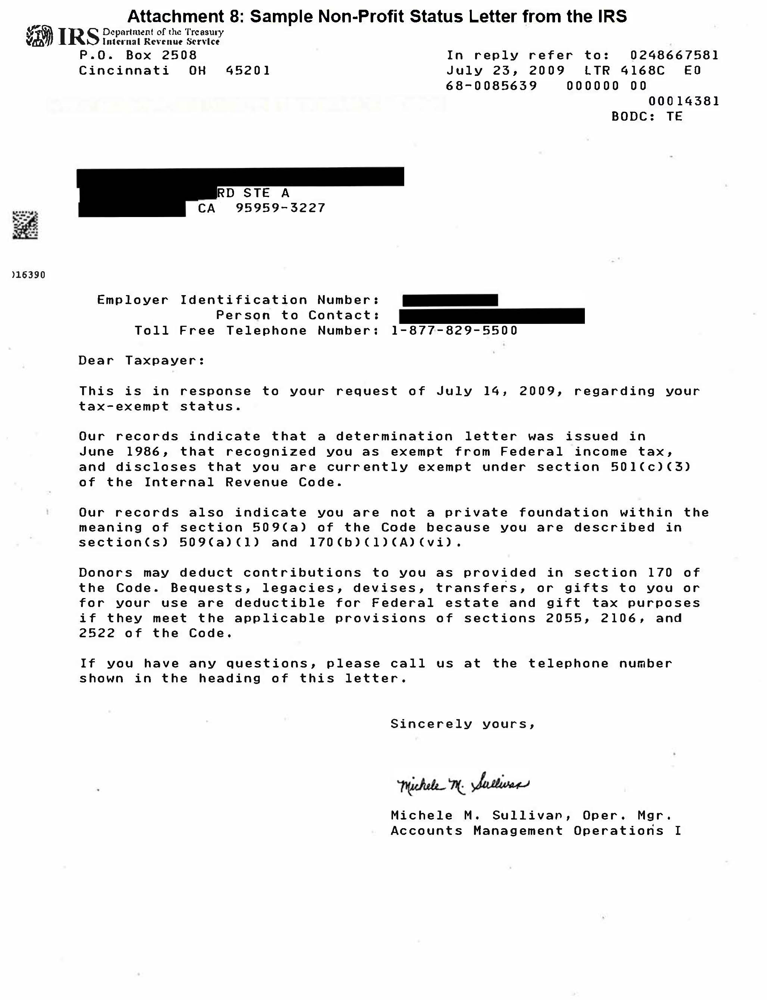 Attachment 8: Sample Non-Profit Status Letter from the IRS
IRS Department of the Treasury
Internal Revenue Service
P.O. Box 2508
Cincinnati OH 45201
In reply refer to: 0248667581
July 23, 2009 LTR 4168C E0
68-0085639 000000 00
00014381
BODC: TE
RD STE A
CA 95959-3227
)16390
Employer Identification Number:
Person to Contact:
Toll Free Telephone Number: 1-877-829-5500
Dear Taxpayer:
This is in response to your request of July 14, 2009, regarding your
tax-exempt status.
Our records indicate that a determination letter was issued in
June 1986, that recognized you as exempt from Federal income tax,
and discloses that you are currently exempt under section 501(c)(3)
of the Internal Revenue Code.
Our records also indicate you are not a private foundation within the
meaning of section 509(a) of the Code because you are described in
section(s) 509(a)(1) and 170(b)(1)(A)(vi).
Donors may deduct contributions to you as provided in section 170 of
the Code. Bequests, legacies, devises, transfers, or gifts to you or
for your use are deductible for Federal estate and gift tax purposes
if they meet the applicable provisions of sections 2055, 2106, and
2522 of the Code.
If you have any questions, please call us at the telephone number
shown in the heading of this letter.
Sincerely yours,
Michele M. Sullivan
Michele M. Sullivan, Oper. Mgr.
Accounts Management Operations I